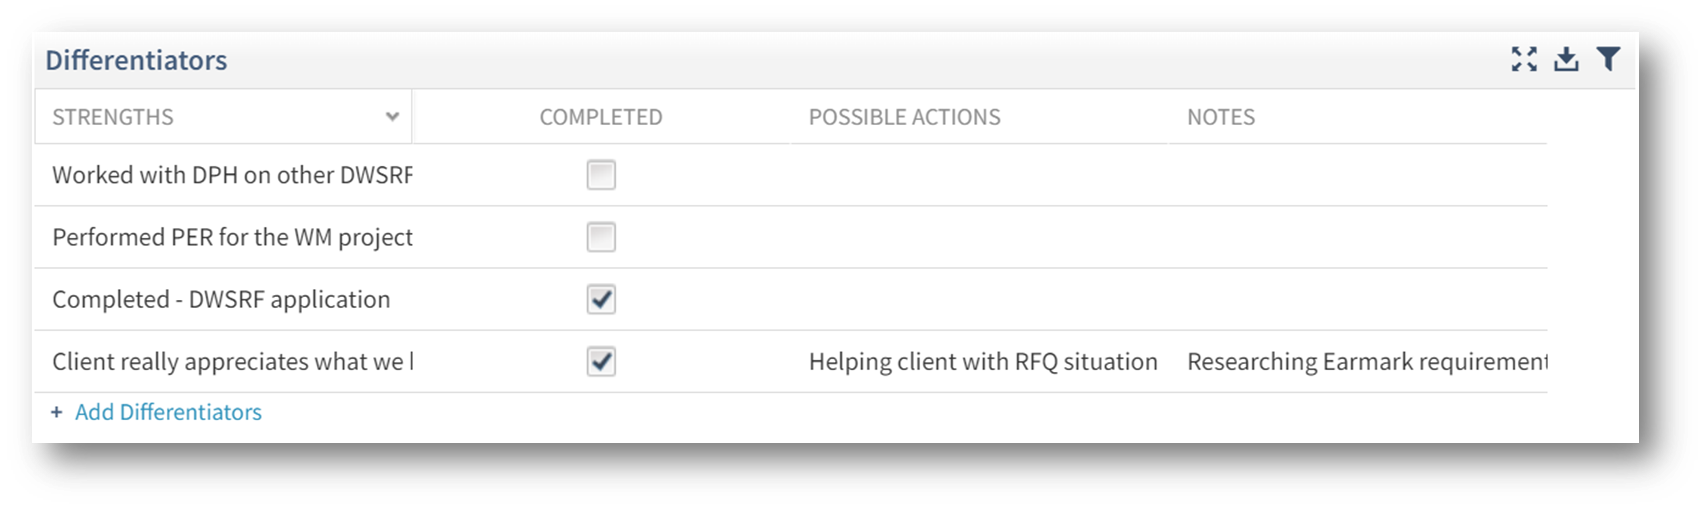 Differentiators
STRENGTHS COMPLETED POSSIBLE ACTIONS NOTES
Worked with DPH on other DWSRF
Performed PER for the WM project
Completed - DWSRF application
Client really appreciates what we Helping client with RFQ situation Researching Earmark requirement
+ Add Differentiators